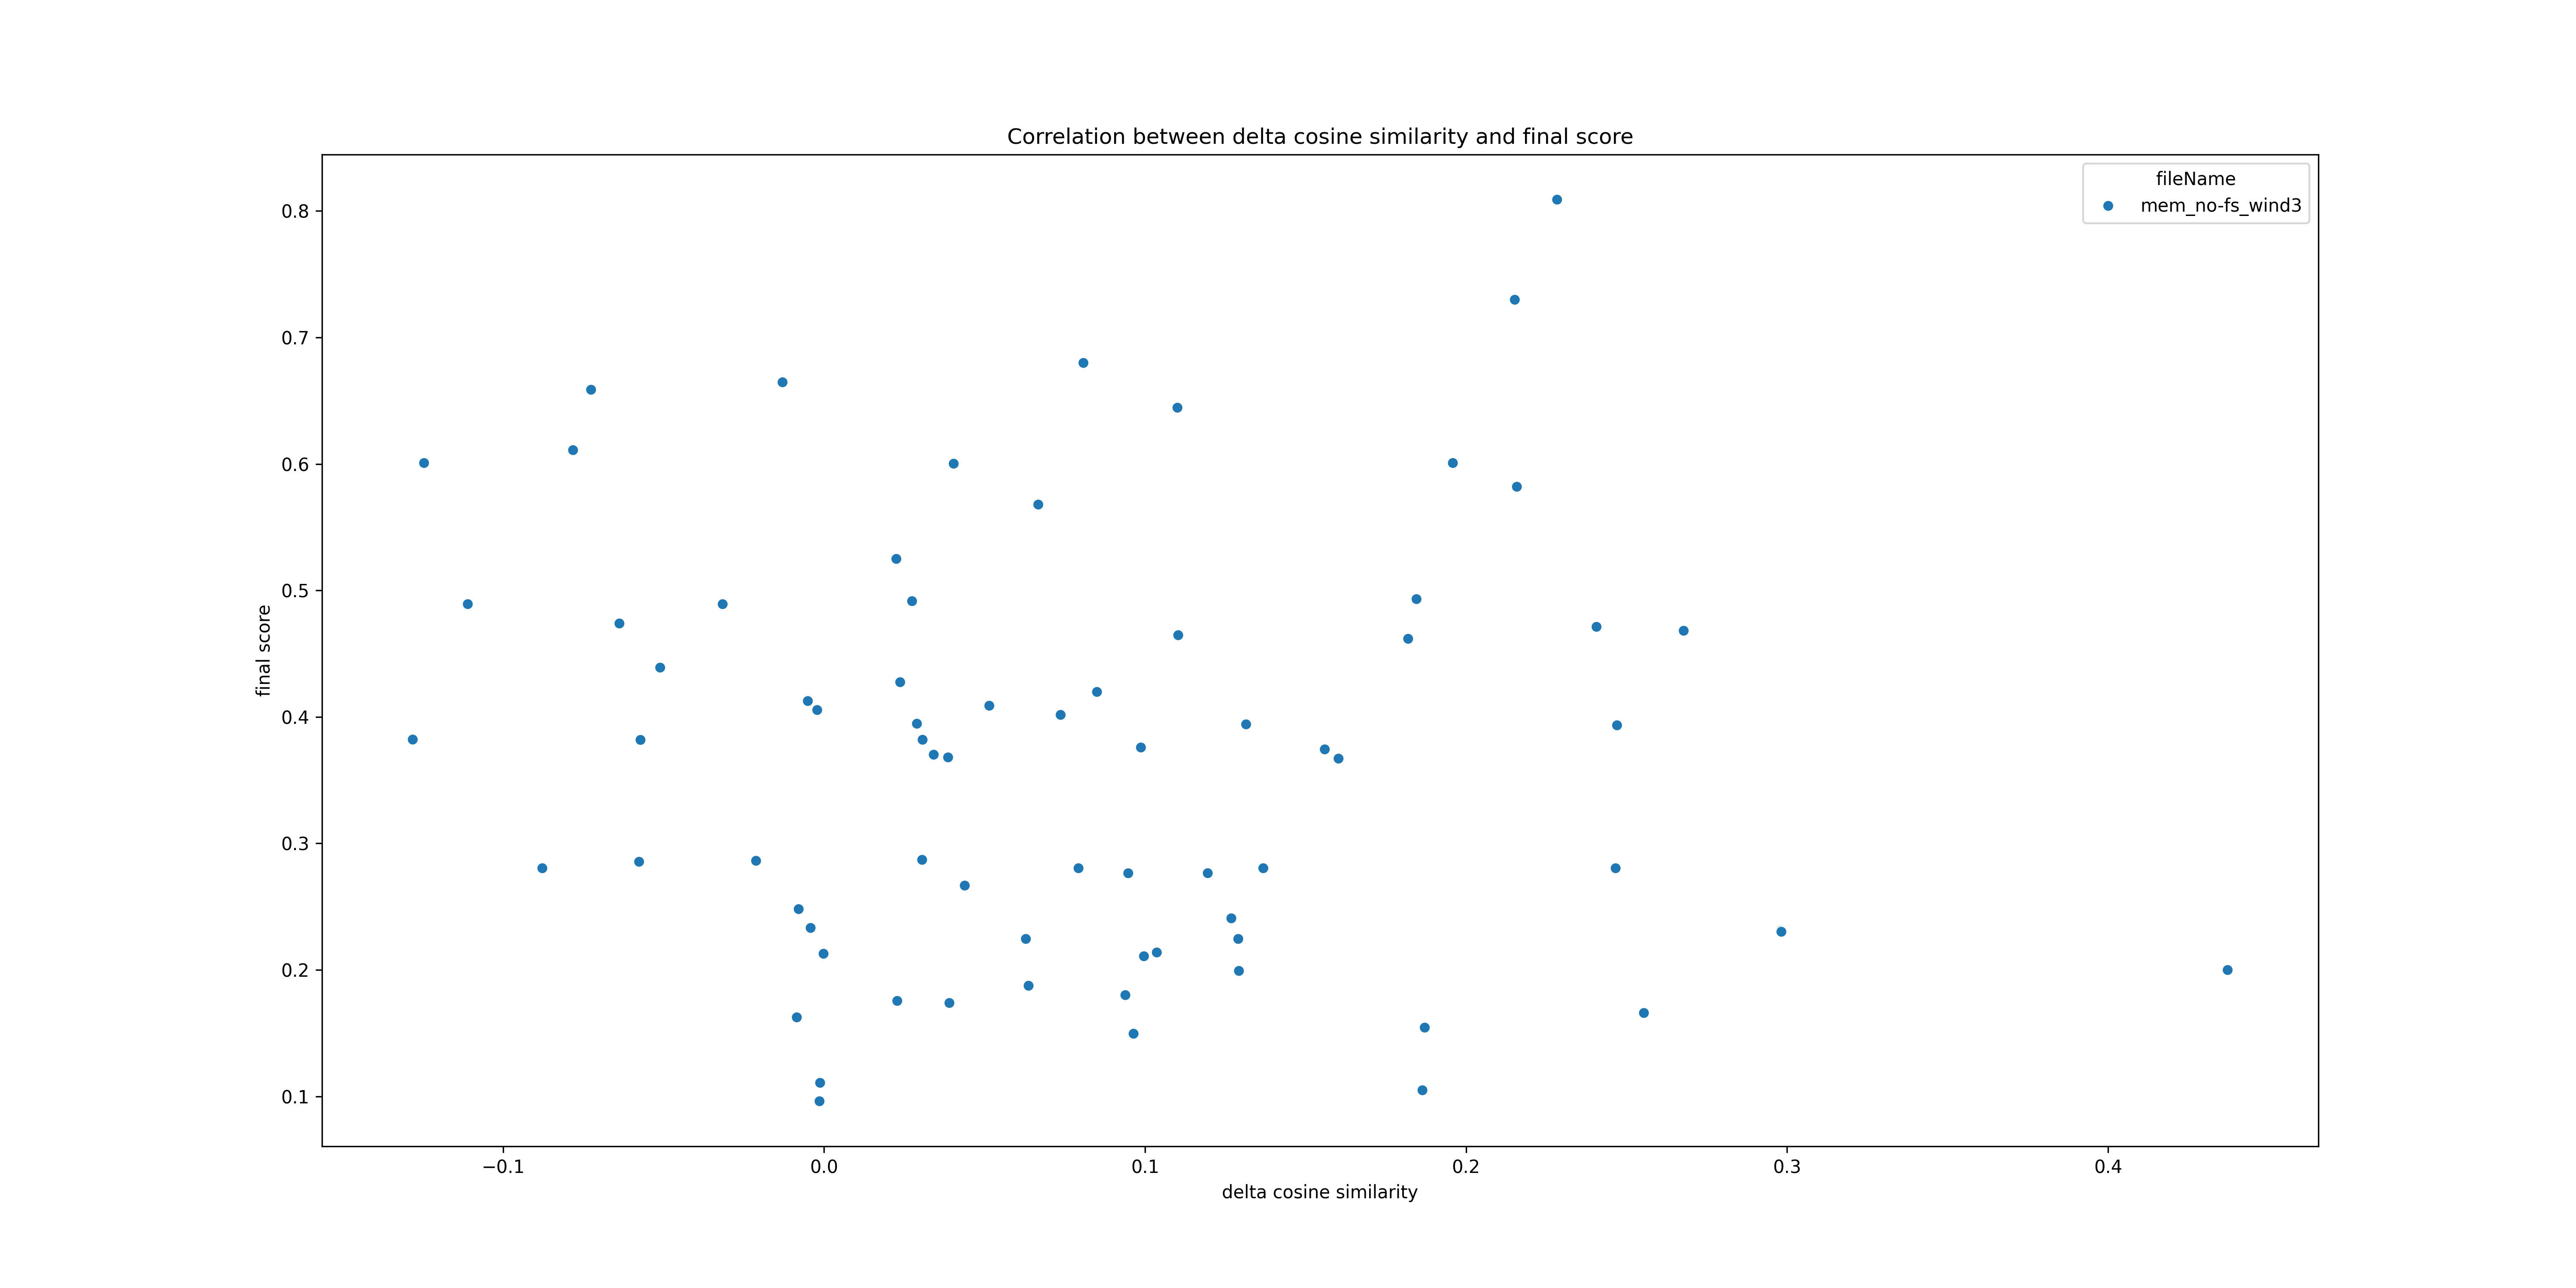 Correlation between delta cosine similarity and final score
fileName
mem_no-fs_wind3
final score
0.8
0.7
0.6
0.5
0.4
0.3
0.2
0.1
−0.1
0.0
0.1
0.2
0.3
0.4
delta cosine similarity